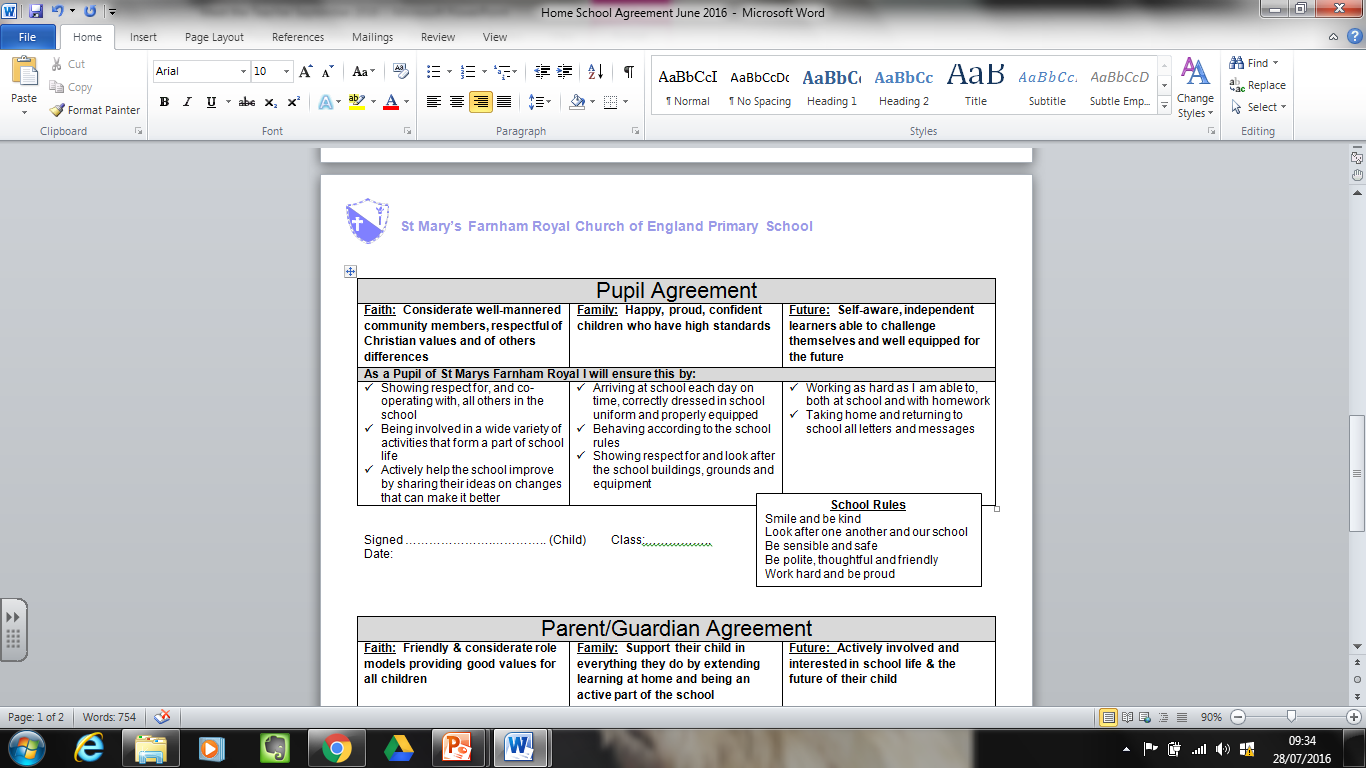 Home School Agreement June 2016 - Microsoft Word
File Home Insert Page Layout References Mailings Review View
Paste
Cut
Copy
Format Painter
Clipboard
Arial 10
Font
Paragraph
AaBbCcI AaBbCcDc AaBbCc AaBbCc AaB AaBbCc. AaBbCcD
¶ Normal ¶ No Spacing Heading 1 Heading 2 Title Subtitle Subtle Emp...
Styles
Change
Styles
Find
Replace
Select
Editing
St Mary's Farnham Royal Church of England Primary School
Pupil Agreement
Faith: Considerate well-mannered
community members, respectful of
Christian values and of others
differences
Family: Happy, proud, confident
children who have high standards
Future: Self-aware, independent
learners able to challenge
themselves and well equipped for
the future
As a Pupil of St Marys Farnham Royal I will ensure this by:
✓ Showing respect for, and co-
operating with, all others in the
school
✓ Being involved in a wide variety of
activities that form a part of school
life
✓ Actively help the school improve
by sharing their ideas on changes
that can make it better
✓ Arriving at school each day on
time, correctly dressed in school
uniform and properly equipped
✓ Behaving according to the school
rules
✓ Showing respect for and look after
the school buildings, grounds and
equipment
✓ Working as hard as I am able to,
both at school and with homework
✓ Taking home and returning to
school all letters and messages
School Rules
Smile and be kind
Look after one another and our school
Be sensible and safe
Be polite, thoughtful and friendly
Work hard and be proud
Signed ……………………………. (Child) Class:……………….
Date:
Parent/Guardian Agreement
Faith: Friendly & considerate role
models providing good values for
all children
Family: Support their child in
everything they do by extending
learning at home and being an
active part of the school
Future: Actively involved and
interested in school life & the
future of their child
Page: 1 of 2 Words: 754 90%
09:34
28/07/2016